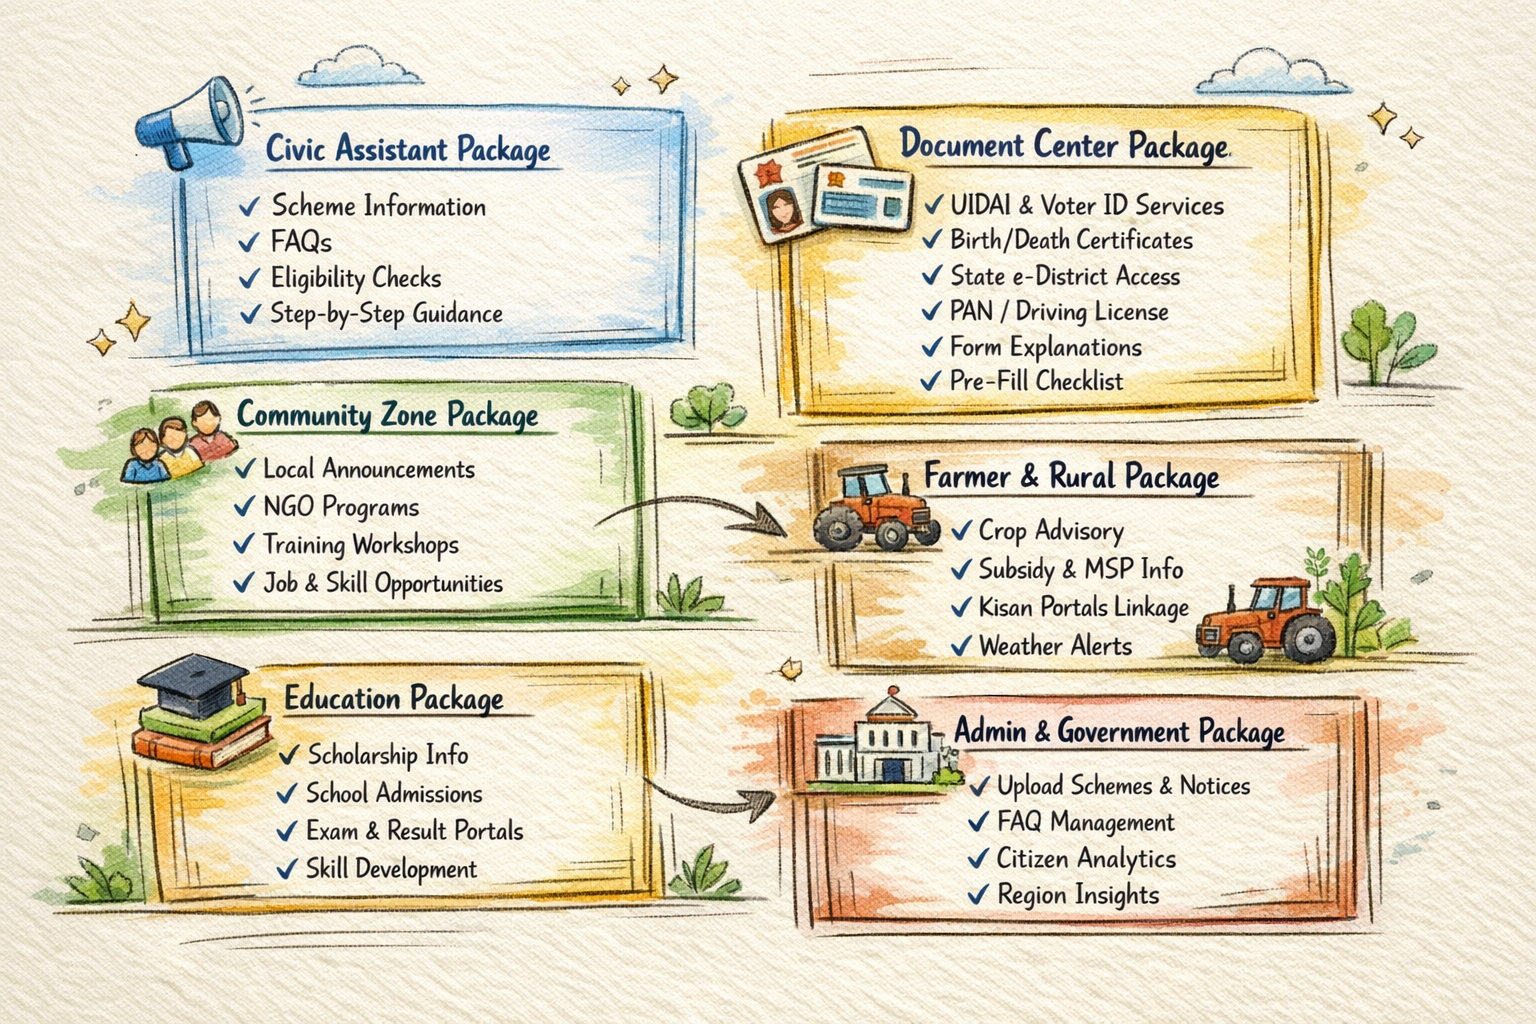 Civic Assistant Package
✓ Scheme Information
✓ FAQs
✓ Eligibility Checks
✓ Step-by-Step Guidance
Document Center Package.
✓ UIDAI & Voter ID Services
✓ Birth/Death Certificates
✓ State e-District Access
✓ PAN / Driving License
✓ Form Explanations
✓ Pre-Fill Checklist
Community Zone Package
✓ Local Announcements
✓ NGO Programs
✓ Training Workshops
✓ Job & Skill Opportunities
Farmer & Rural Package
✓ Crop Advisory
✓ Subsidy & MSP Info
✓ Kisan Portals Linkage
✓ Weather Alerts
Education Package
✓ Scholarship Info
✓ School Admissions
✓ Exam & Result Portals
✓ Skill Development
Admin & Government Package
✓ Upload Schemes & Notices
✓ FAQ Management
✓ Citizen Analytics
✓ Region Insights